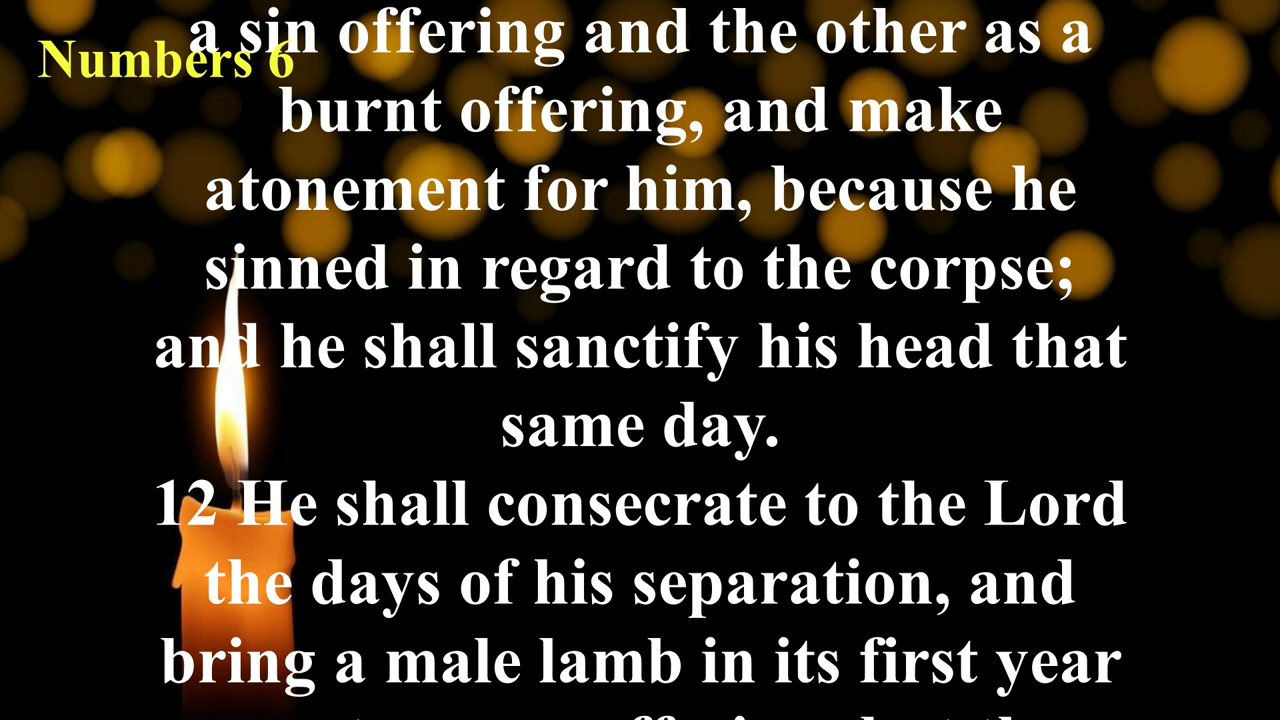 Numbers 6
a sin offering and the other as a
burnt offering, and make
atonement for him, because he
sinned in regard to the corpse;
and he shall sanctify his head that
same day.
12 He shall consecrate to the Lord
the days of his separation, and
bring a male lamb in its first year